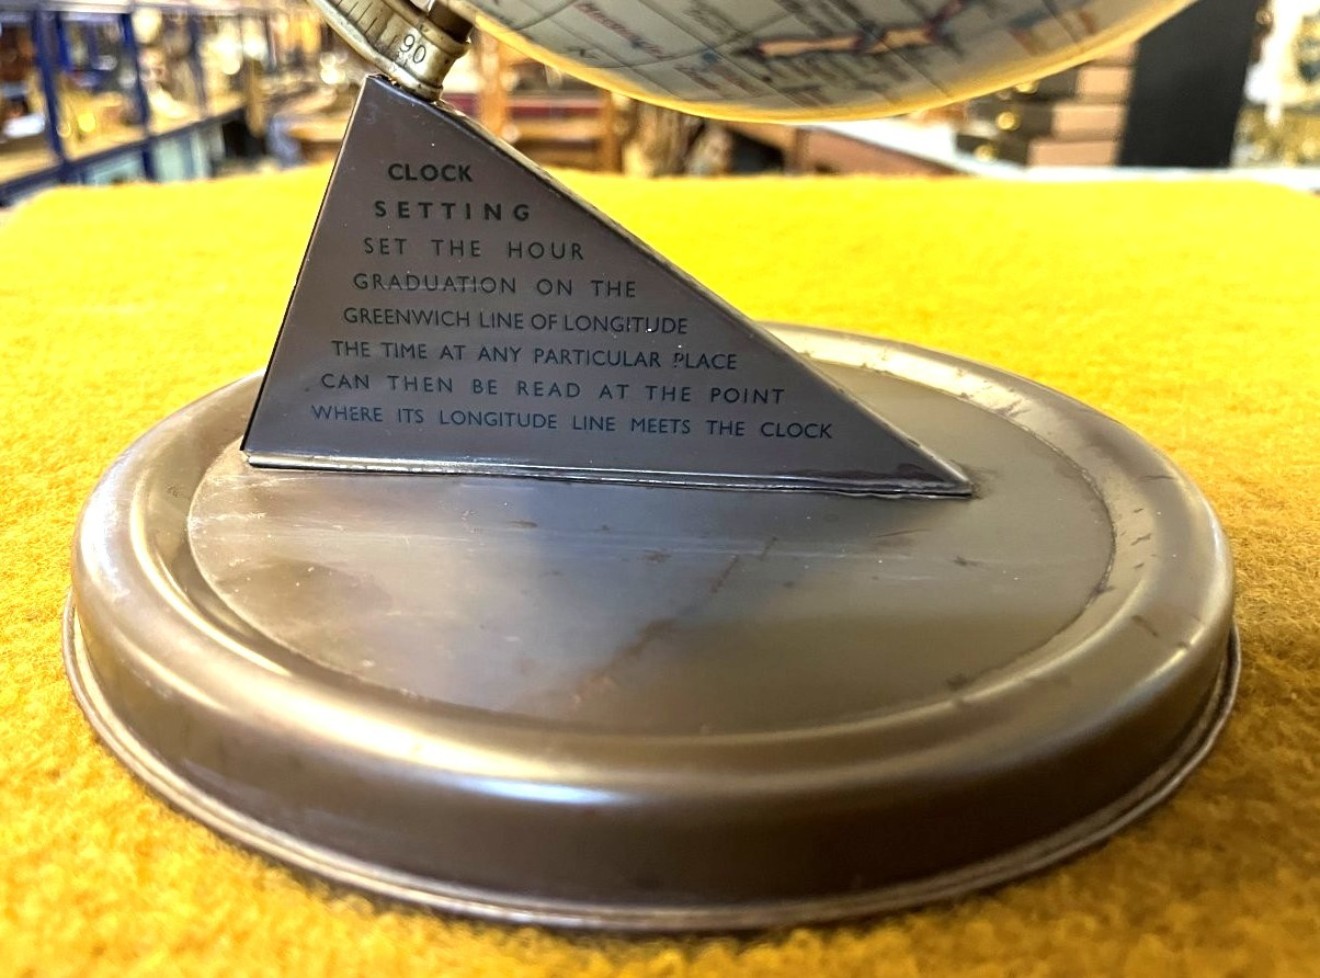 90
CLOCK
SETTING
SET THE HOUR
GRADUATION ON THE
GREENWICH LINE OF LONGITUDE
THE TIME AT ANY PARTICULAR PLACE
CAN THEN BE READ AT THE POINT
WHERE ITS LONGITUDE LINE MEETS THE CLOCK